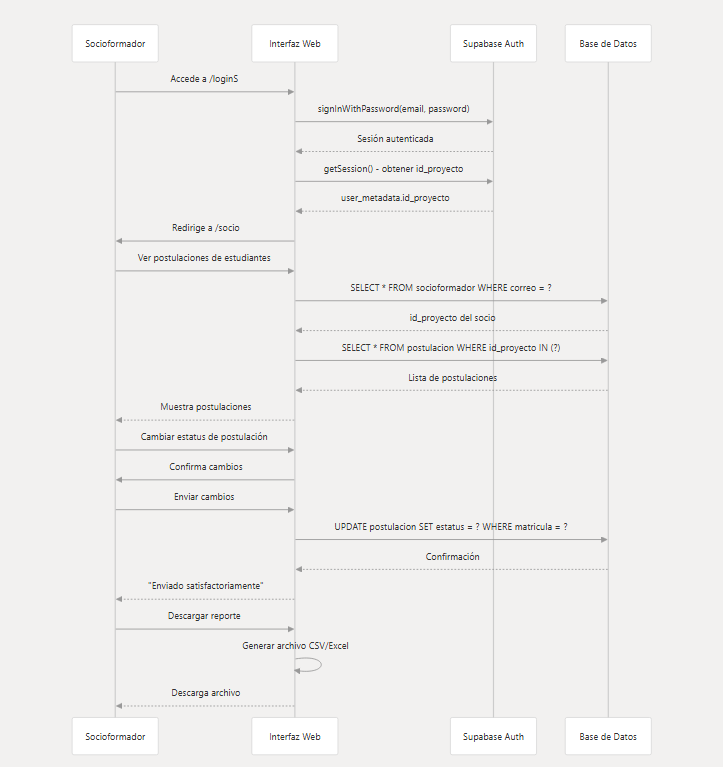 Socioformador
Interfaz Web
Supabase Auth
Base de Datos
Accede a /loginS
signInWithPassword(email, password)
Sesión autenticada
getSession() - obtener id_proyecto
user_metadata.id_proyecto
Redirige a /socio
Ver postulaciones de estudiantes
SELECT * FROM socioformador WHERE correo = ?
id_proyecto del socio
SELECT * FROM postulacion WHERE id_proyecto IN (?)
Lista de postulaciones
Muestra postulaciones
Cambiar estatus de postulación
Confirma cambios
Enviar cambios
UPDATE postulacion SET estatus = ? WHERE matricula = ?
Confirmación
"Enviado satisfactoriamente"
Descargar reporte
Generar archivo CSV/Excel
Descarga archivo
Socioformador
Interfaz Web
Supabase Auth
Base de Datos